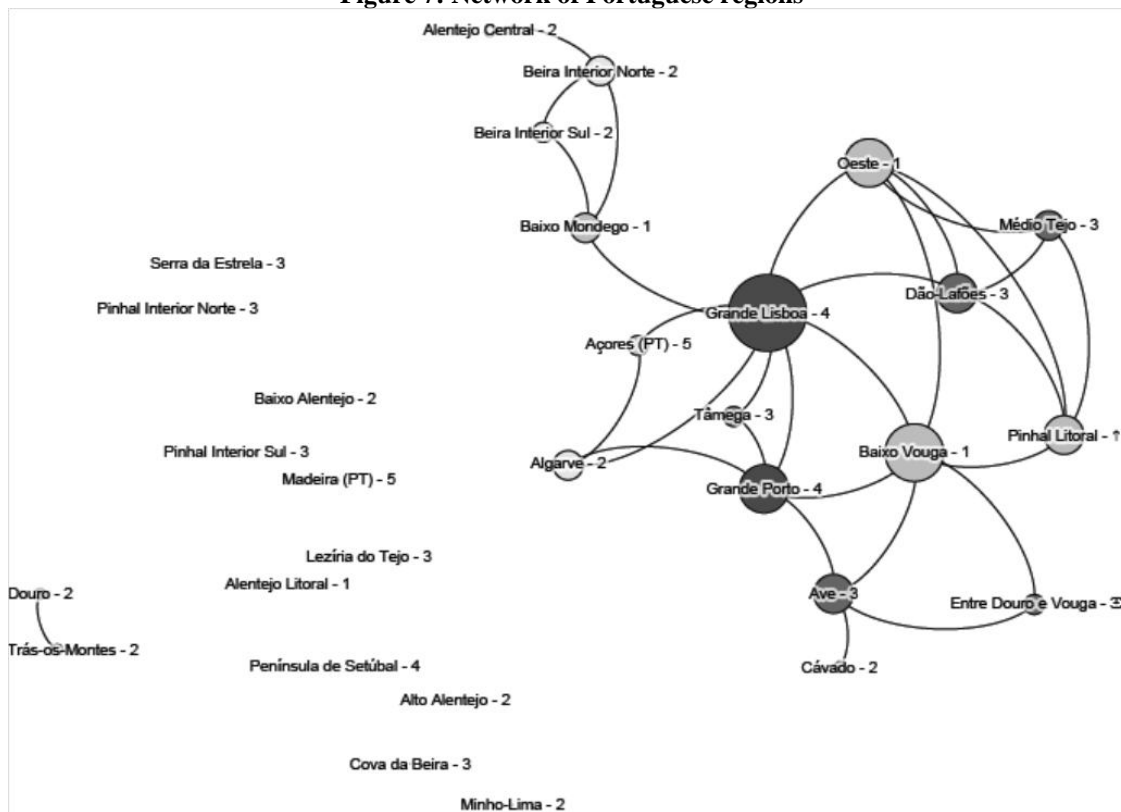 Figure 7: Network of Portuguese regions
Alentejo Central - 2
Beira Interior Norte - 2
Beira Interior Sul - 2
Oeste - 1
Baixo Mondego - 1
Médio Tejo - 3
Serra da Estrela - 3
Dão-Lafões - 3
Pinhal Interior Norte - 3
Grande Lisboa - 4
Açores (PT) - 5
Baixo Alentejo - 2
Tâmega - 3
Pinhal Litoral -
Pinhal Interior Sul - 3
Baixo Vouga - 1
Algarve - 2
Madeira (PT) - 5
Grande Porto - 4
Lezíria do Tejo - 3
Alentejo Litoral - 1
Douro - 2
Ave - 3
Entre Douro e Vouga -
Trás-os-Montes - 2
Península de Setúbal - 4
Cávado - 2
Alto Alentejo - 2
Cova da Beira - 3
Minho-Lima - 2